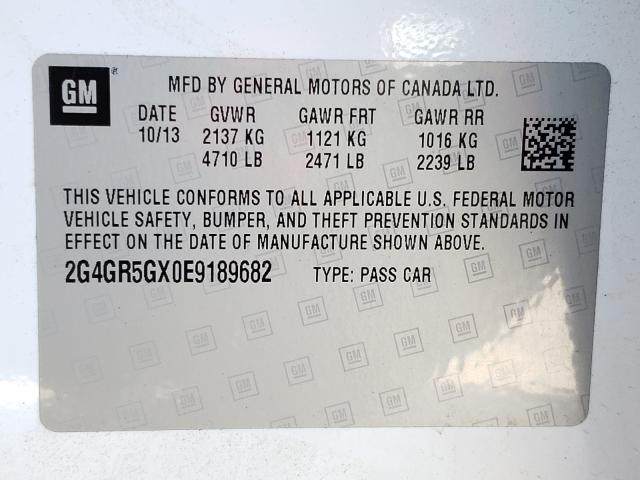 GM
MFD BY GENERAL MOTORS OF CANADA LTD.
DATE GVWR GAWR FRT GAWR RR
10/13 2137 KG 1121 KG 1016 KG
4710 LB 2471 LB 2239 LB
THIS VEHICLE CONFORMS TO ALL APPLICABLE U.S. FEDERAL MOTOR
VEHICLE SAFETY, BUMPER, AND THEFT PREVENTION STANDARDS IN
EFFECT ON THE DATE OF MANUFACTURE SHOWN ABOVE.
2G4GR5GX0E9189682 TYPE: PASS CAR